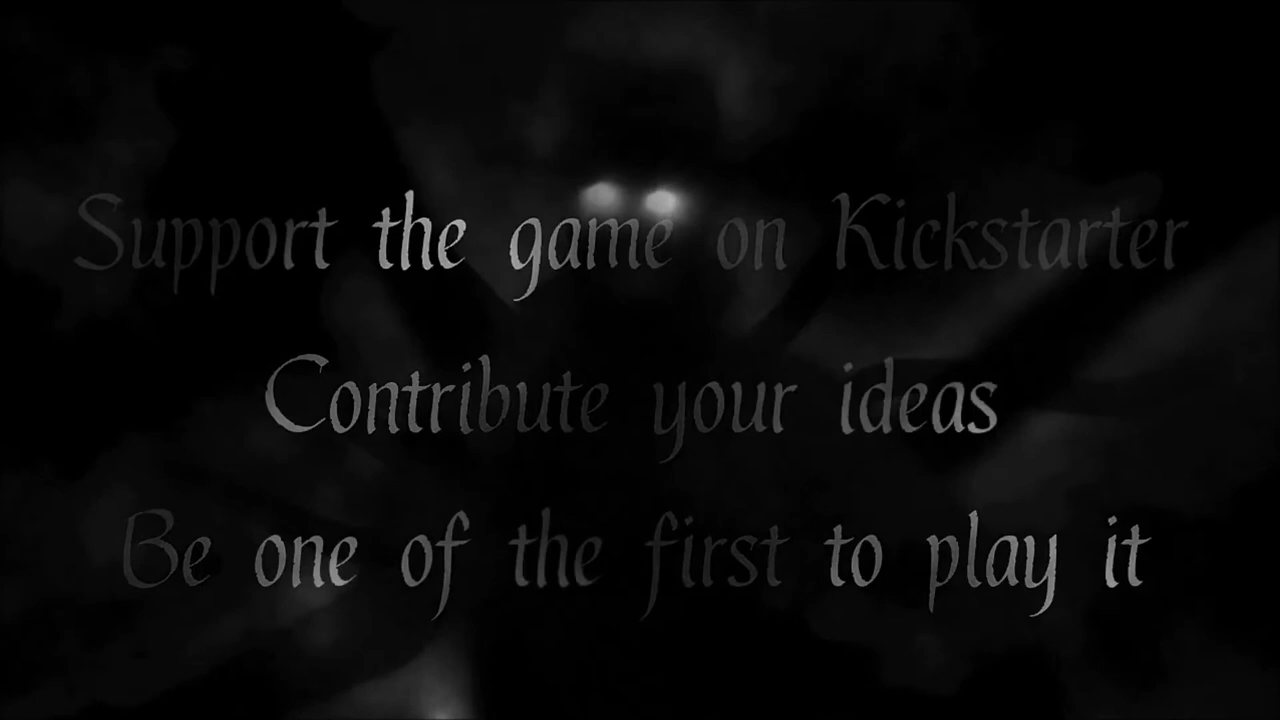 Support the game on Kickstarter
Contribute your ideas
Be one of the first to play it